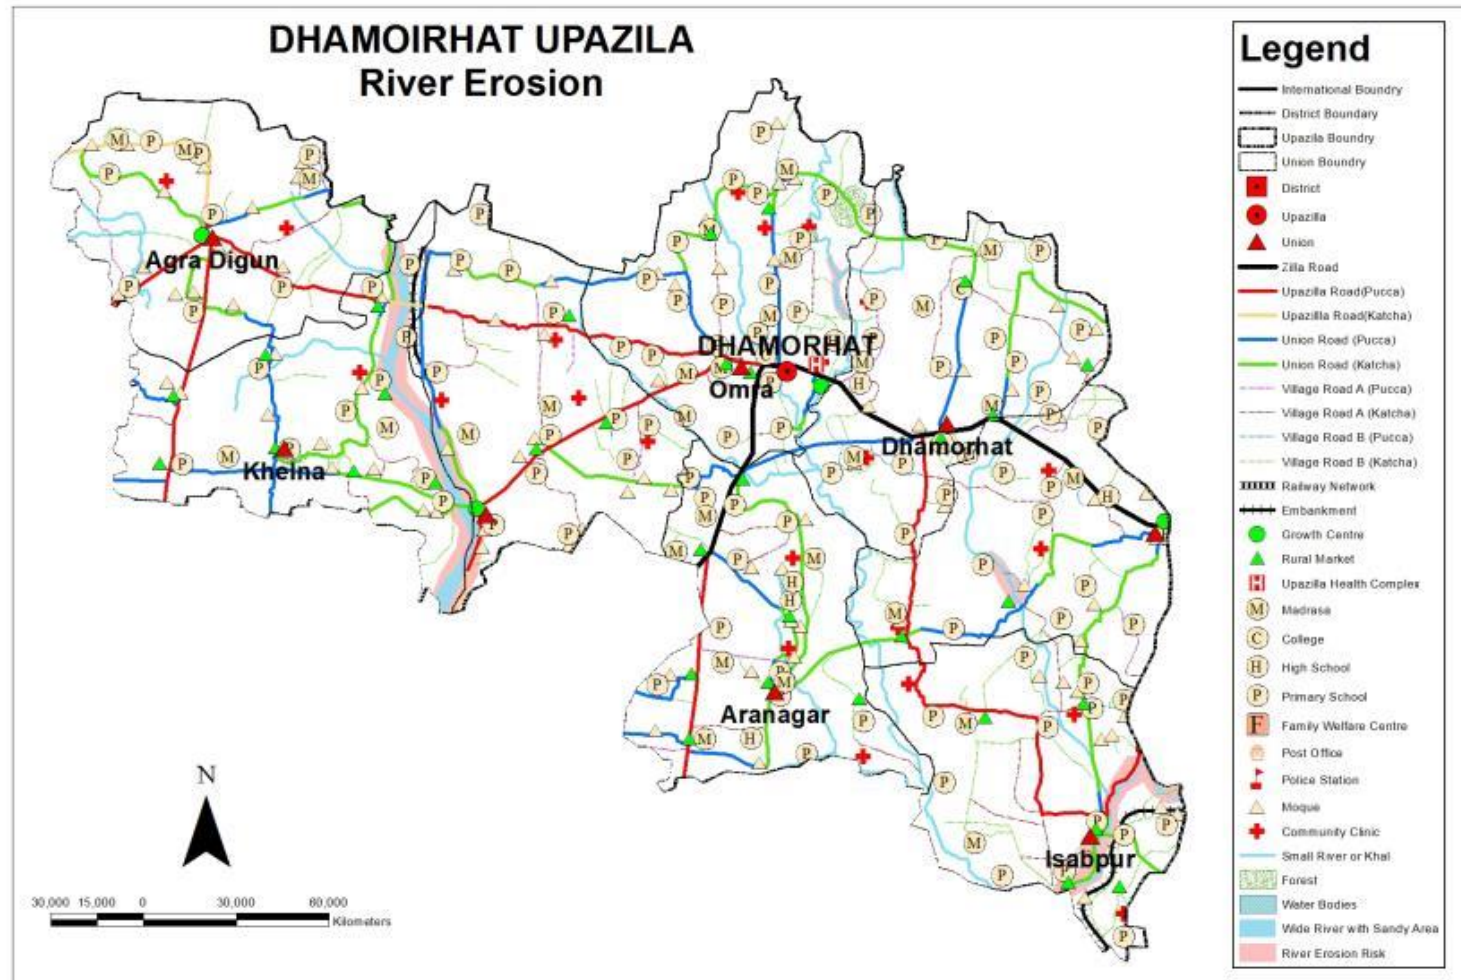 DHAMOIRHAT UPAZILA
River Erosion
Agra Digun
DHAMORHAT
Omra
Dhamorhat
Khelna
Aranagar
Isabpur
N
30,000 15,000 0 30,000 60,000
Kilometers
Legend
International Boundry
District Boundary
Upazila Boundry
Union Boundry
District
Upazilla
Union
Zilla Road
Upazilla Road(Pucca)
Upazillla Road(Katcha)
Union Road (Pucca)
Union Road (Katcha)
Village Road A (Pucca)
Village Road A (Katcha)
Village Road B (Pucca)
Village Road B (Katcha)
Railway Network
Embankment
Growth Centre
Rural Market
H Upazilla Health Complex
M Madrasa
C College
H High School
P Primary School
F Family Welfare Centre
Post Office
Police Station
Moque
Community Clinic
Small River or Khal
Forest
Water Bodies
Wide River with Sandy Area
River Erosion Risk